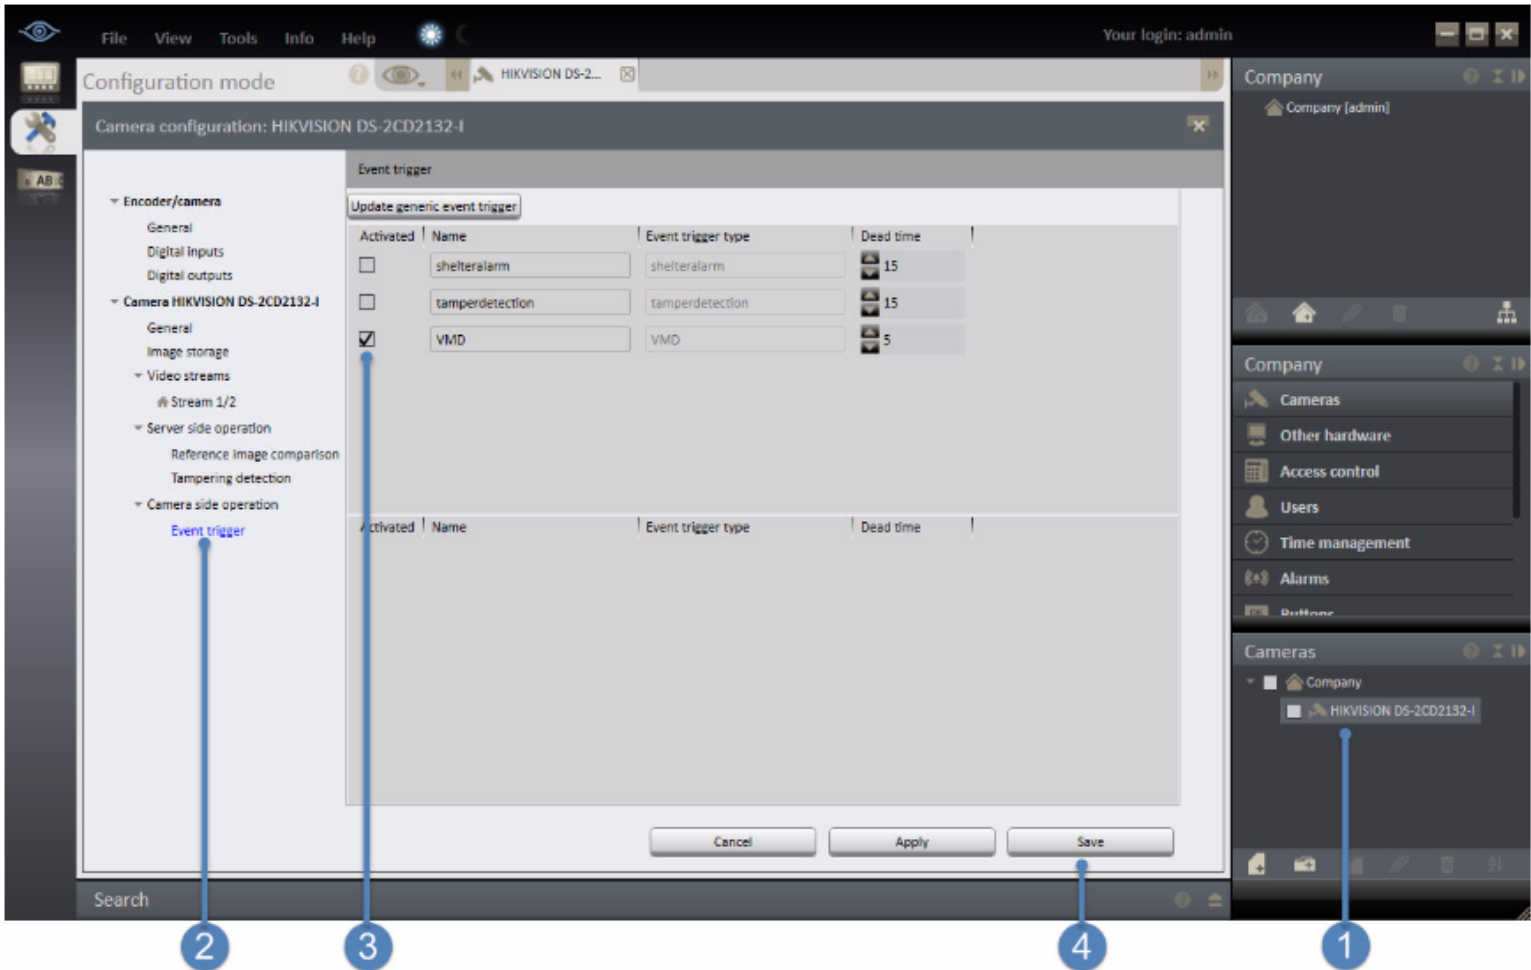 File View Tools Info Help Your login: admin
Configuration mode
HIKVISION DS-2...
Camera configuration: HIKVISION DS-2CD2132-I
AB
Event trigger
Encoder/camera
General
Digital inputs
Digital outputs
Camera HIKVISION DS-2CD2132-I
General
Image storage
Video streams
Stream 1/2
Server side operation
Reference image comparison
Tampering detection
Camera side operation
Event trigger
Update generic event trigger
Activated Name Event trigger type Dead time
shelteralarm shelteralarm 15
tamperdetection tamperdetection 15
VMD VMD 5
Activated Name Event trigger type Dead time
Cancel Apply Save
Search
Company
Company [admin]
Company
Cameras
Other hardware
Access control
Users
Time management
Alarms
Buttons
Cameras
Company
HIKVISION DS-2CD2132-I
2 3 4 1